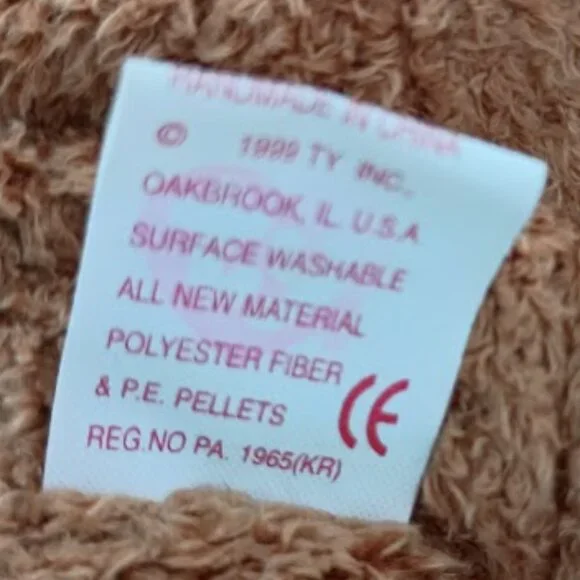 HANDMADE IN CHINA
© 1999 TY INC.,
OAKBROOK, IL. U.S.A
SURFACE WASHABLE
ALL NEW MATERIAL
POLYESTER FIBER
& P.E. PELLETS
CE
REG.NO PA. 1965(KR)